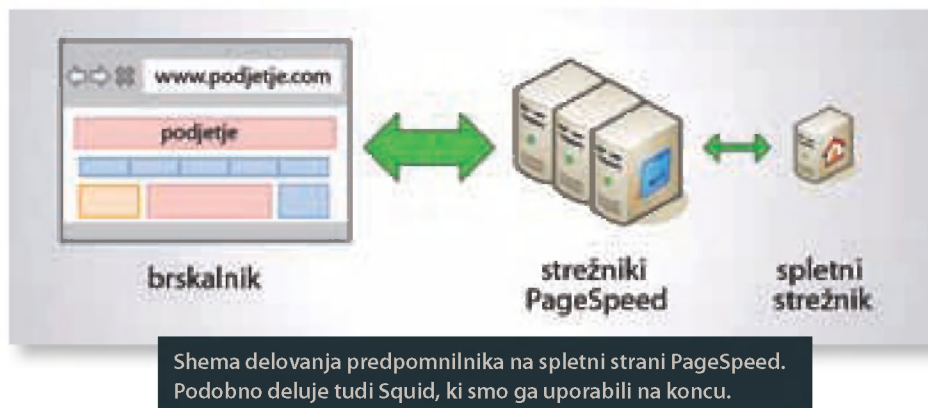 www.podjetje.com
podjetje
brskalnik
strežniki
PageSpeed
spletni
strežnik
Shema delovanja predpomnilnika na spletni strani PageSpeed.
Podobno deluje tudi Squid, ki smo ga uporabili na koncu.